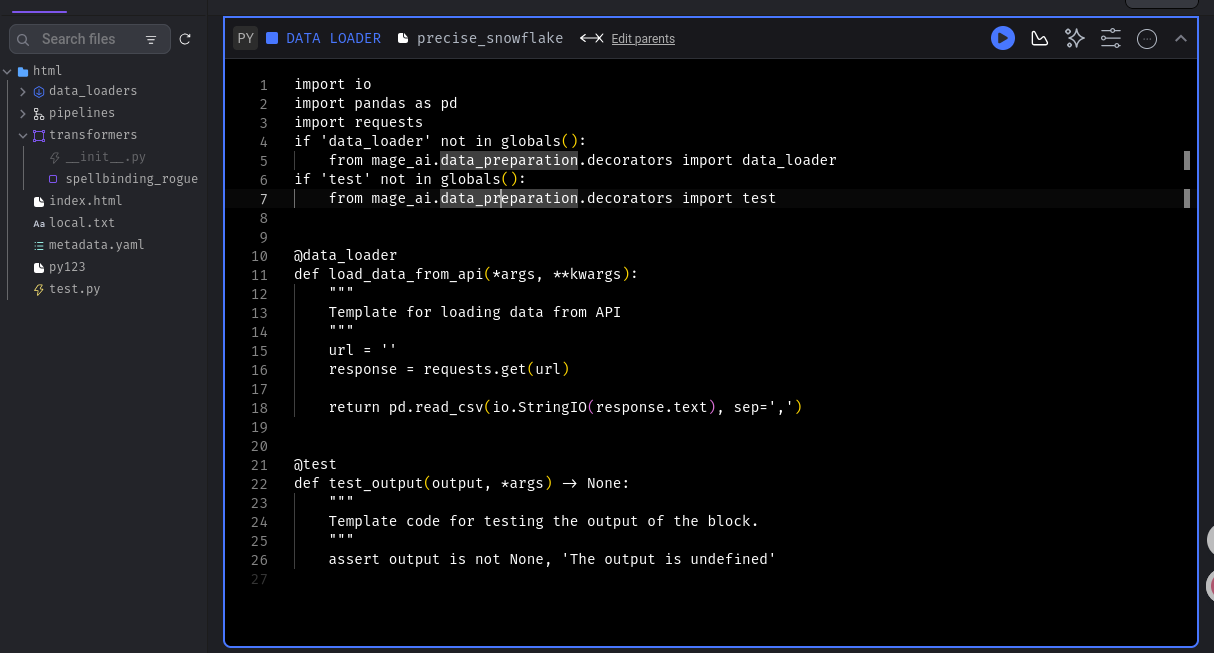 Search files
html
data_loaders
pipelines
transformers
__init__.py
spellbinding_rogue
index.html
Aa local.txt
metadata.yaml
py123
test.py
PY DATA LOADER precise_snowflake Edit parents
1 import io
2 import pandas as pd
3 import requests
4 if 'data_loader' not in globals():
5 from mage_ai.data_preparation.decorators import data_loader
6 if 'test' not in globals():
7 from mage_ai.data_preparation.decorators import test
8
9
10 @data_loader
11 def load_data_from_api(*args, **kwargs):
12 """
13 Template for loading data from API
14 """
15 url = ''
16 response = requests.get(url)
17
18 return pd.read_csv(io.StringIO(response.text), sep=',')
19
20
21 @test
22 def test_output(output, *args) -> None:
23 """
24 Template code for testing the output of the block.
25 """
26 assert output is not None, 'The output is undefined'
27